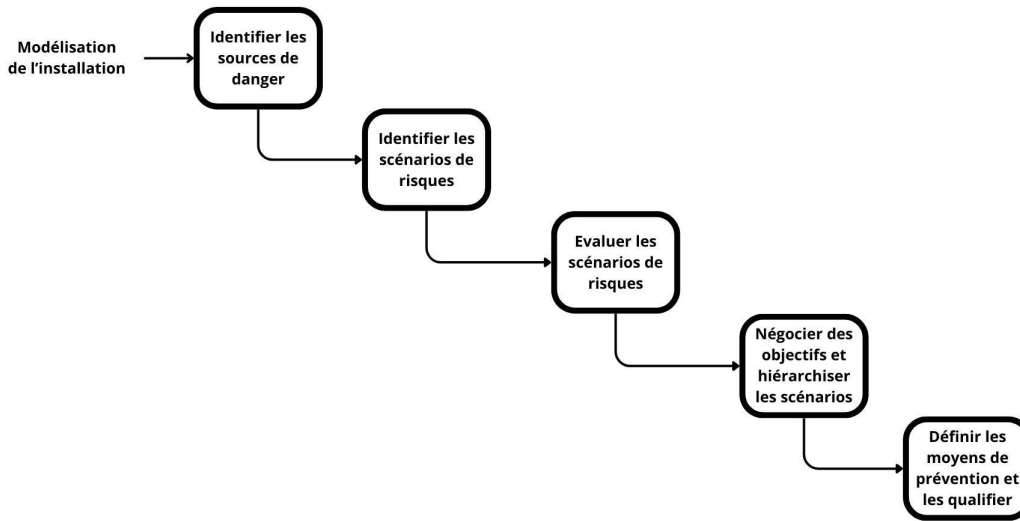 Modélisation
de l’installation
Identifier les
sources de
danger
Identifier les
scénarios de
risques
Evaluer les
scénarios de
risques
Négocier des
objectifs et
hiérarchiser
les scénarios
Définir les
moyens de
prévention et
les qualifier